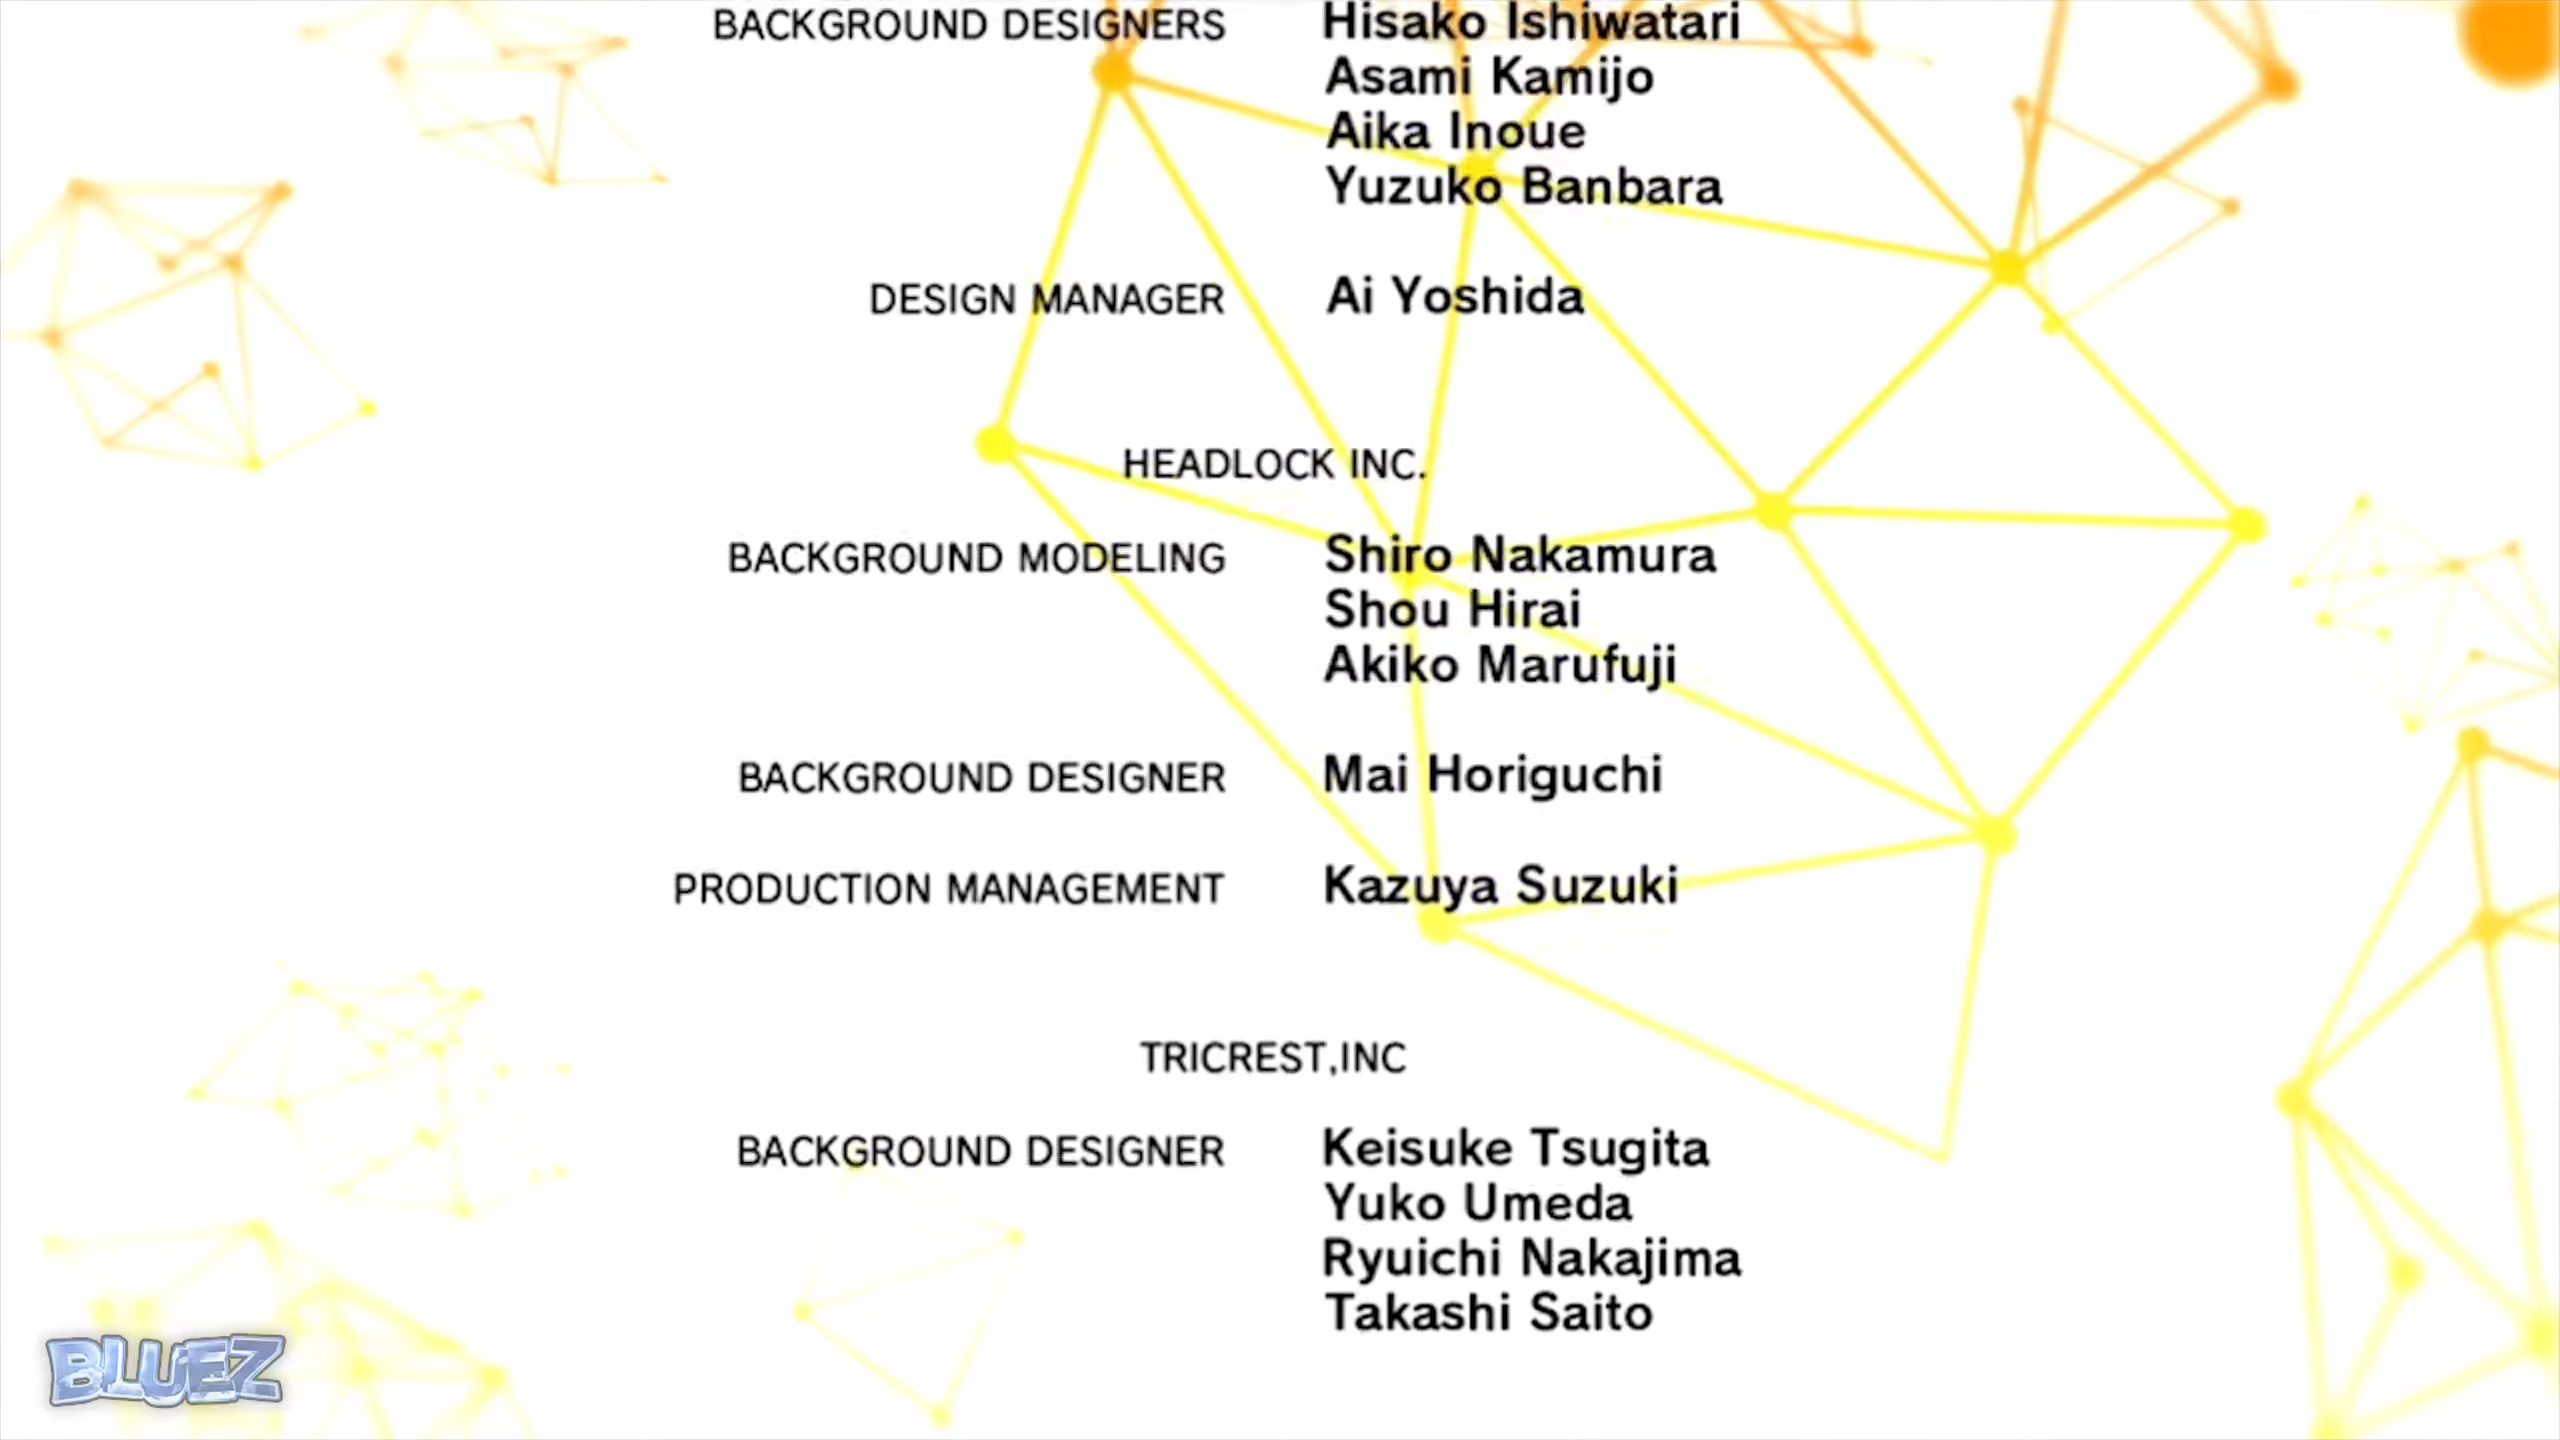 BACKGROUND DESIGNERS Hisako Ishiwatari
Asami Kamijo
Aika Inoue
Yuzuko Banbara
DESIGN MANAGER Ai Yoshida
HEADLOCK INC.
BACKGROUND MODELING Shiro Nakamura
Shou Hirai
Akiko Marufuji
BACKGROUND DESIGNER Mai Horiguchi
PRODUCTION MANAGEMENT Kazuya Suzuki
TRICREST,INC
BACKGROUND DESIGNER Keisuke Tsugita
Yuko Umeda
Ryuichi Nakajima
Takashi Saito
BLUEZ